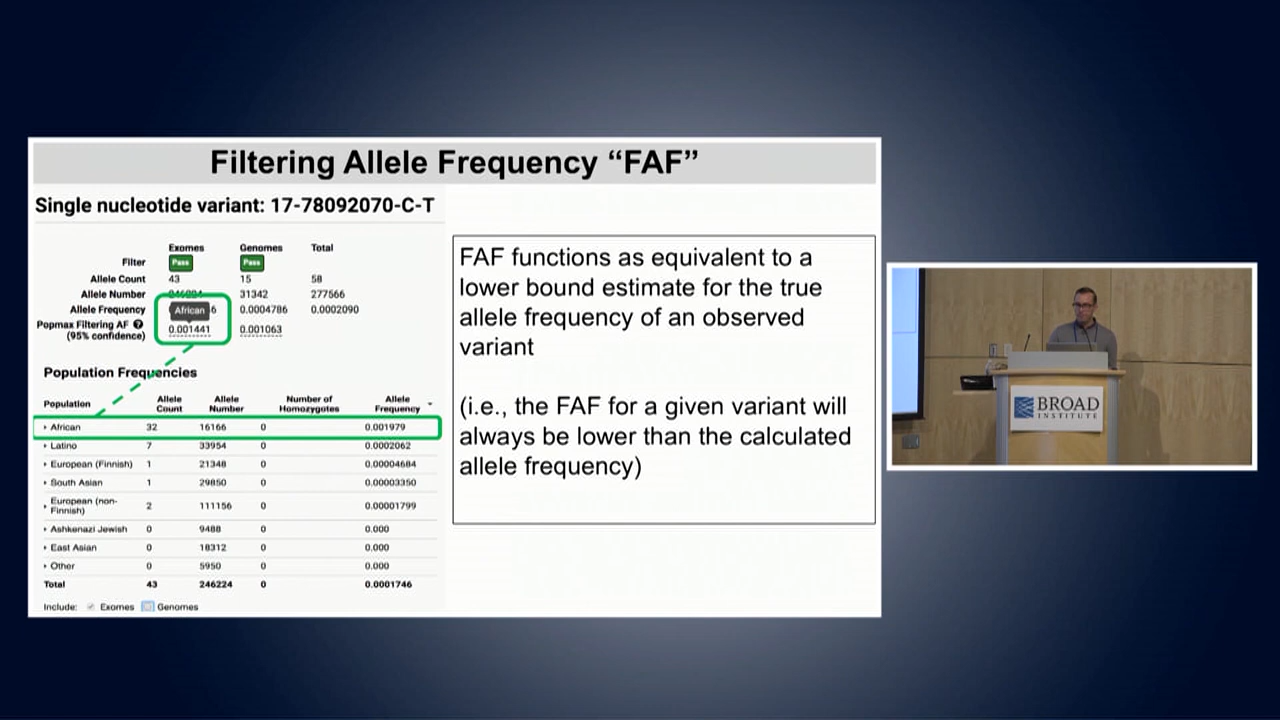 Filtering Allele Frequency “FAF”
Single nucleotide variant: 17-78092070-C-T
Exomes Genomes Total
Filter Pass Pass
Allele Count 43 15 58
Allele Number 31342 277566
Allele Frequency African 6 0.0004786 0.0002090
Popmax Filtering AF ?
(95% confidence) 0.001441 0.001063
Population Frequencies
Population Allele Count Allele Number Number of Homozygotes Allele Frequency
African 32 16166 0 0.001979
Latino 7 33954 0 0.0002062
European (Finnish) 1 21348 0 0.00004684
South Asian 1 29850 0 0.00003350
European (non-Finnish) 2 111156 0 0.00001799
Ashkenazi Jewish 0 9488 0 0.000
East Asian 0 18312 0 0.000
Other 0 5950 0 0.000
Total 43 246224 0 0.0001746
Include: Exomes Genomes
FAF functions as equivalent to a
lower bound estimate for the true
allele frequency of an observed
variant
(i.e., the FAF for a given variant will
always be lower than the calculated
allele frequency)
BROAD
INSTITUTE